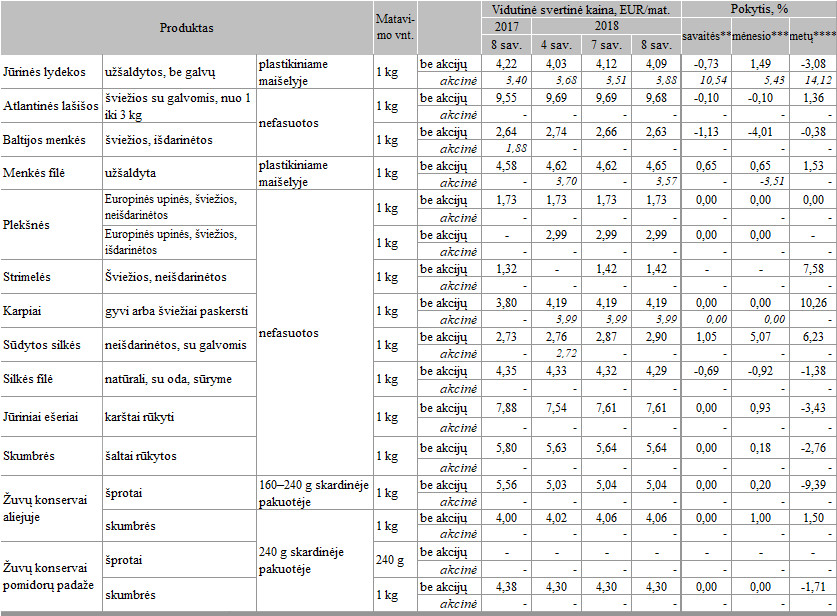 Produktas Matavi- Vidutinė svertinė kaina, EUR/mat. Pokytis, %
mo vnt. 2017 2018 savaitės** mėnesio*** metų****
8 sav. 4 sav. 7 sav. 8 sav.
Jūrinės lydekos užšaldytos, be galvų plastikiniame maišelyje 1 kg be akcijų 4,22 4,03 4,12 4,09 -0,73 1,49 -3,08
akcinė 3,40 3,68 3,51 3,88 10,54 5,43 14,12
Atlantinės lašišos šviežios su galvomis, nuo 1 iki 3 kg nefasuotos 1 kg be akcijų 9,55 9,69 9,69 9,68 -0,10 -0,10 1,36
akcinė - - - - - - -
Baltijos menkės šviežios, išdarinėtos 1 kg be akcijų 2,64 2,74 2,66 2,63 -1,13 -4,01 -0,38
akcinė 1,88 - - - - - -
Menkės filė užšaldyta plastikiniame maišelyje 1 kg be akcijų 4,58 4,62 4,62 4,65 0,65 0,65 1,53
akcinė - 3,70 - 3,57 - -3,51 -
Plekšnės Europinės upinės, šviežios, neišdarinėtos nefasuotos 1 kg be akcijų 1,73 1,73 1,73 1,73 0,00 0,00 0,00
akcinė - - - - - - -
Europinės upinės, šviežios, išdarinėtos 1 kg be akcijų - 2,99 2,99 2,99 0,00 0,00 -
akcinė - - - - - - -
Strimelės Šviežios, neišdarinėtos 1 kg be akcijų 1,32 - 1,42 1,42 - - 7,58
akcinė - - - - - - -
Karpiai gyvi arba šviežiai paskersti 1 kg be akcijų 3,80 4,19 4,19 4,19 0,00 0,00 10,26
akcinė - 3,99 3,99 3,99 0,00 0,00 -
Sūdytos silkės neišdarinėtos, su galvomis 1 kg be akcijų 2,73 2,76 2,87 2,90 1,05 5,07 6,23
akcinė - 2,72 - - - - -
Silkės filė natūrali, su oda, sūryme 1 kg be akcijų 4,35 4,33 4,32 4,29 -0,69 -0,92 -1,38
akcinė - - - - - - -
Jūriniai ešeriai karštai rūkyti 1 kg be akcijų 7,88 7,54 7,61 7,61 0,00 0,93 -3,43
akcinė - - - - - - -
Skumbrės šaltai rūkytos 1 kg be akcijų 5,80 5,63 5,64 5,64 0,00 0,18 -2,76
akcinė - - - - - - -
Žuvų konservai aliejuje šprotai 160–240 g skardinėje pakuotėje 1 kg be akcijų 5,56 5,03 5,04 5,04 0,00 0,20 -9,39
akcinė - - - - - - -
skumbrės 240 g skardinėje pakuotėje 1 kg be akcijų 4,00 4,02 4,06 4,06 0,00 1,00 1,50
akcinė - - - - - - -
Žuvų konservai pomidorų padaže šprotai 240 g be akcijų - - - - - - -
akcinė - - - - - - -
skumbrės 1 kg be akcijų 4,38 4,30 4,30 4,30 0,00 0,00 -1,71
akcinė - - - - - - -